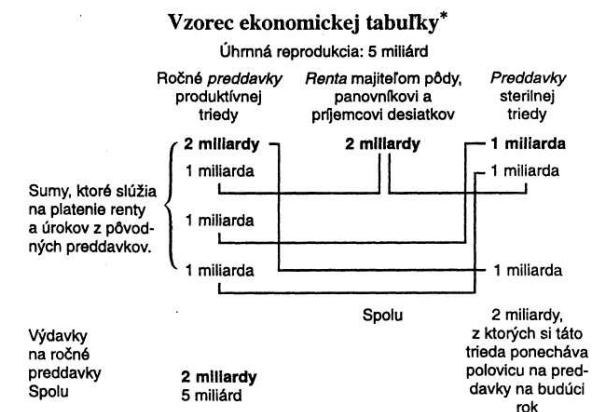 Vzorec ekonomickej tabuľky*
Úhrnná reprodukcia: 5 miliárd
Ročné preddavky
produktívnej
triedy
Renta majiteľom pôdy,
panovníkovi a
príjemcovi desiatkov
Preddavky
sterilnej
triedy
2 miliardy
2 miliardy
1 miliarda
1 miliarda
1 miliarda
Sumy, ktoré slúžia
na platenie renty
a úrokov z pôvod-
ných preddavkov.
1 miliarda
1 miliarda
1 miliarda
Výdavky
na ročné
preddavky
Spolu
2 miliardy
5 miliárd
Spolu
2 miliardy,
z ktorých si táto
trieda ponecháva
polovicu na pred-
davky na budúci
rok